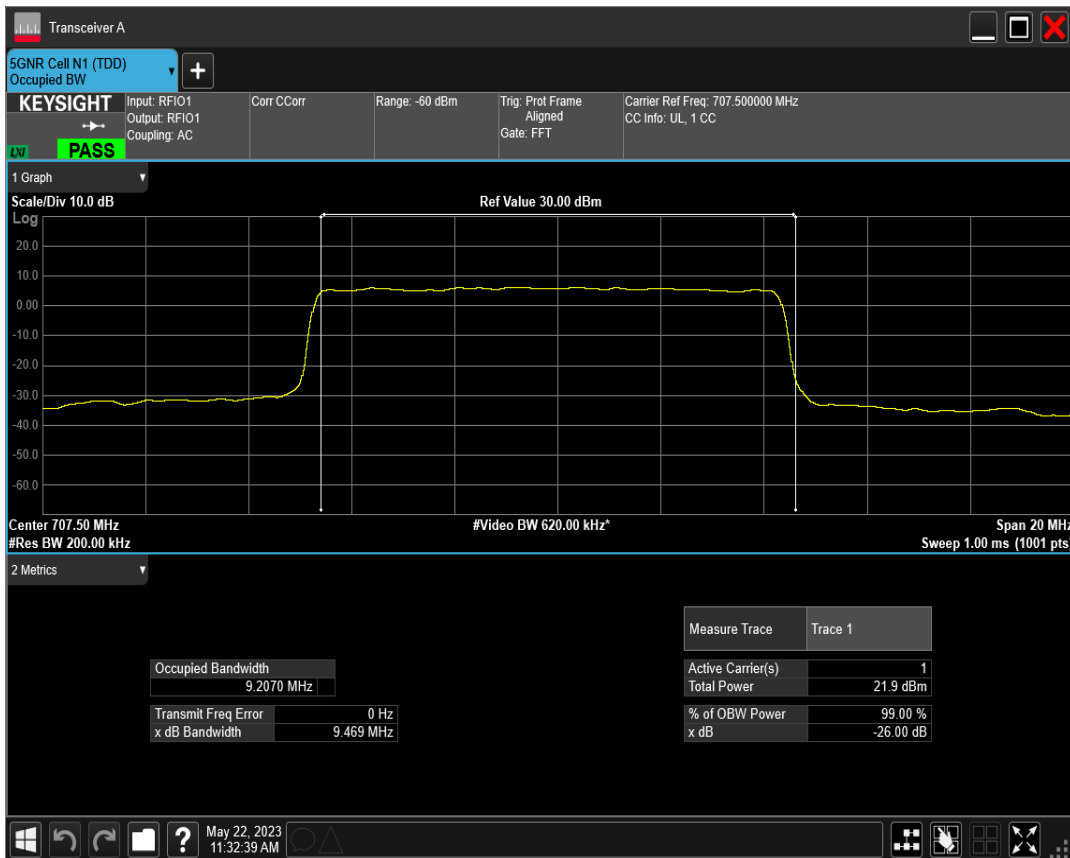 Transceiver A
5GNR Cell N1 (TDD)
Occupied BW
+
KEYSIGHT
LXI
PASS
Input: RFIO1
Output: RFIO1
Coupling: AC
Corr CCorr
Range: -60 dBm
Trig: Prot Frame
Aligned
Gate: FFT
Carrier Ref Freq: 707.500000 MHz
CC Info: UL, 1 CC
1 Graph
Scale/Div 10.0 dB
Ref Value 30.00 dBm
Log
20.0
10.0
0.00
-10.0
-20.0
-30.0
-40.0
-50.0
-60.0
Center 707.50 MHz
#Video BW 620.00 kHz*
Span 20 MHz
#Res BW 200.00 kHz
Sweep 1.00 ms (1001 pts)
2 Metrics
Measure Trace Trace 1
Occupied Bandwidth
9.2070 MHz
Active Carrier(s) 1
Total Power 21.9 dBm
Transmit Freq Error 0 Hz
x dB Bandwidth 9.469 MHz
% of OBW Power 99.00 %
x dB -26.00 dB
?
May 22, 2023
11:32:39 AM